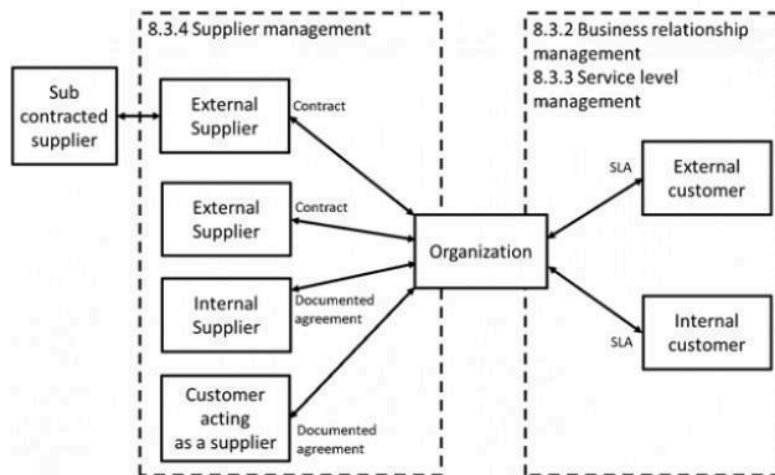 8.3.4 Supplier management
8.3.2 Business relationship
management
8.3.3 Service level
management
Sub
contracted
supplier
External
Supplier
Contract
External
Supplier
Contract
Internal
Supplier
Documented
agreement
Customer
acting
as a supplier
Documented
agreement
Organization
SLA
External
customer
SLA
Internal
customer